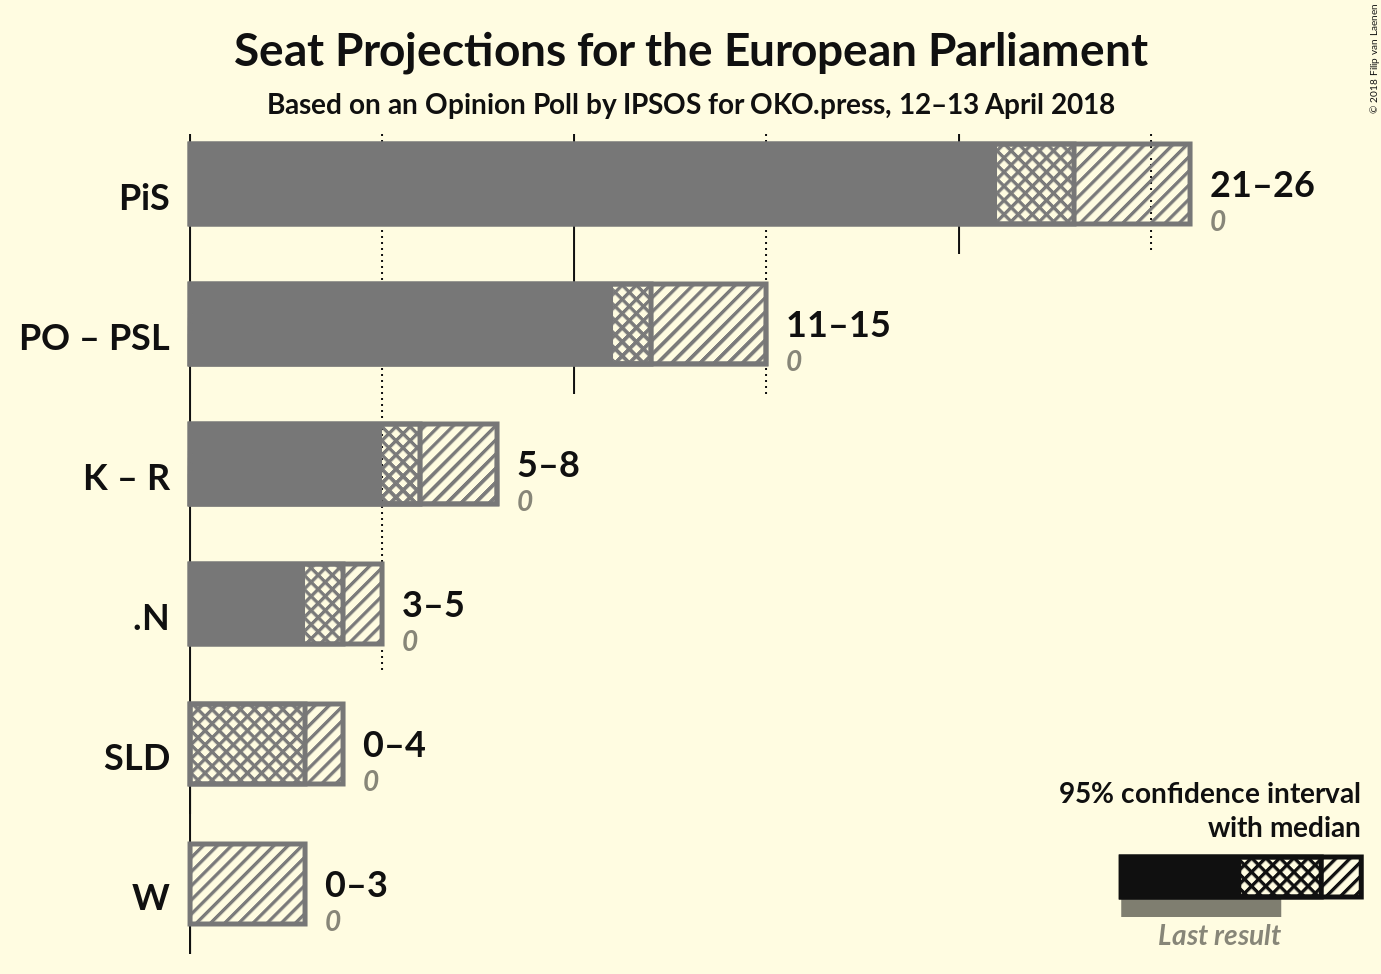 Seat Projections for the European Parliament
Based on an Opinion Poll by IPSOS for OKO.press, 12–13 April 2018
© 2018 Filip van Laenen
PiS
21–26
0
PO – PSL
11–15
0
K – R
5–8
0
.N
3–5
0
SLD
0–4
0
W
0–3
0
95% confidence interval
with median
Last result